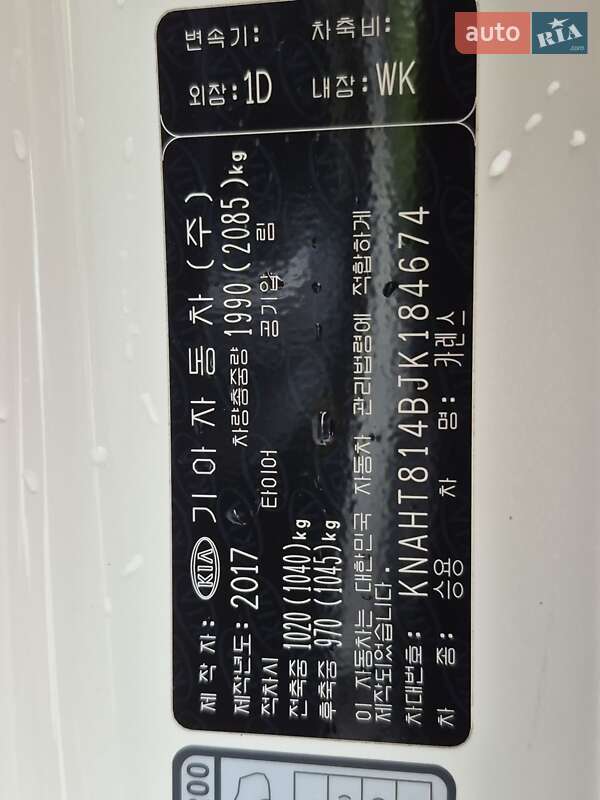 제 작 자: KIA 기아자동차(주)
제작년도: 2017 차량총중량 1990(2085)kg
적차시 타이어 공기압 림
전축중 1020(1040)kg
후축중 970(1045)kg
이 자동차는 대한민국 자동차 관리법령에 적합하게
제작되었습니다.
차대번호: KNAHT814BJK184674
차 종: 승용 차 명: 카렌스
변속기: 차축비:
외장: 1D 내장: WK
auto RIA .com
00